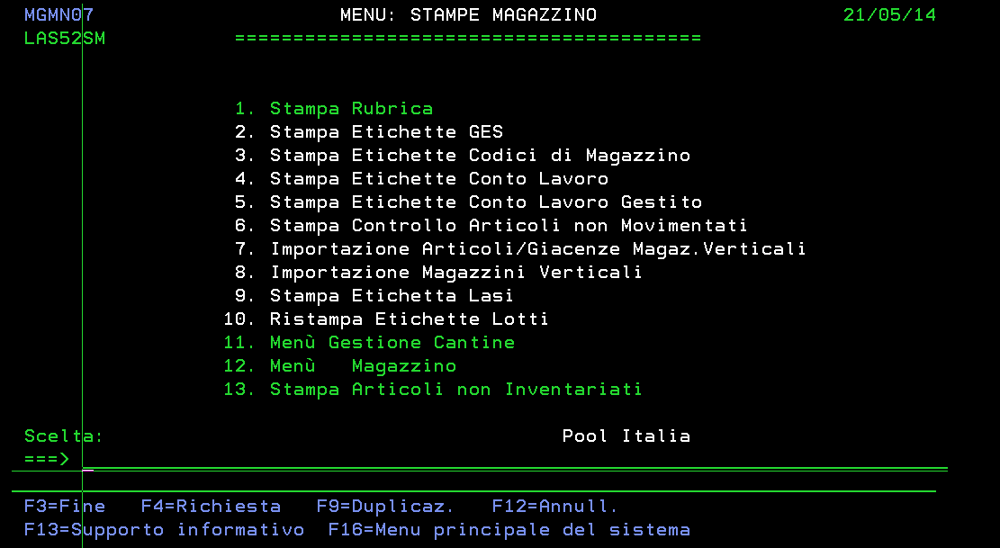 MGMN07 MENU: STAMPE MAGAZZINO 21/05/14
LAS52SM ========================================
1. Stampa Rubrica
2. Stampa Etichette GES
3. Stampa Etichette Codici di Magazzino
4. Stampa Etichette Conto Lavoro
5. Stampa Etichette Conto Lavoro Gestito
6. Stampa Controllo Articoli non Movimentati
7. Importazione Articoli/Giacenze Magaz.Verticali
8. Importazione Magazzini Verticali
9. Stampa Etichetta Lasi
10. Ristampa Etichette Lotti
11. Menù Gestione Cantine
12. Menù   Magazzino
13. Stampa Articoli non Inventariati
Scelta: Pool Italia
===>
F3=Fine   F4=Richiesta   F9=Duplicaz.   F12=Annull.
F13=Supporto informativo  F16=Menu principale del sistema